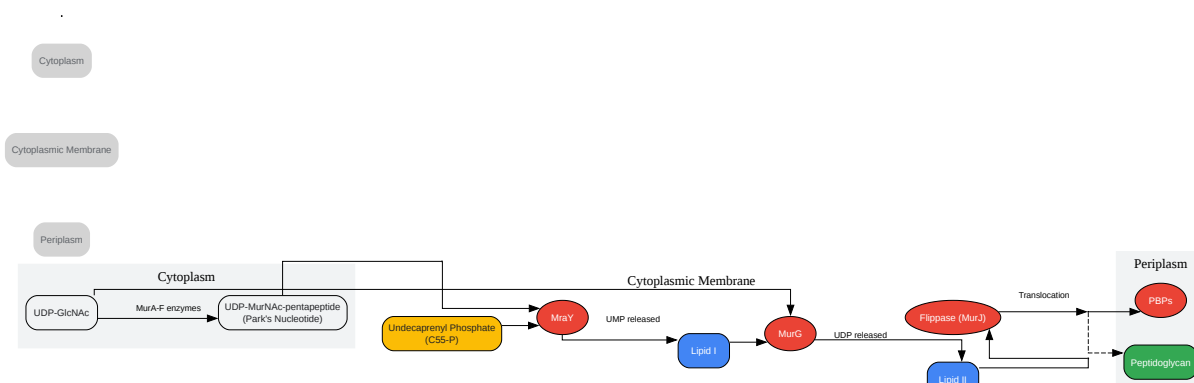 .
Cytoplasm
Cytoplasmic Membrane
Periplasm
Cytoplasm
Cytoplasmic Membrane
Periplasm
UDP-GlcNAc
MurA-F enzymes
UDP-MurNAc-pentapeptide
(Park's Nucleotide)
Undecaprenyl Phosphate
(C55-P)
MraY
UMP released
Lipid I
MurG
UDP released
Lipid II
Flippase (MurJ)
Translocation
PBPs
Peptidoglycan